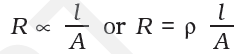 R ∝ l/A or R = ρ l/A